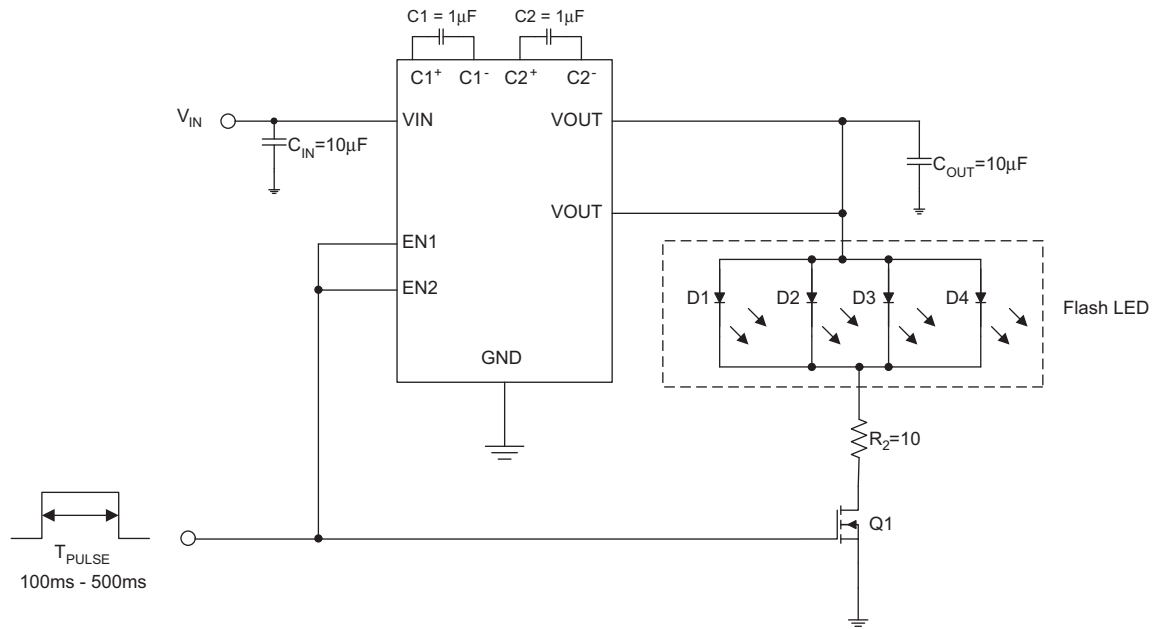 C1 = 1μF
C2 = 1μF
C1+
C1-
C2+
C2-
VIN
VIN
VOUT
CIN=10μF
COUT=10μF
VOUT
EN1
EN2
D1
D2
D3
D4
Flash LED
GND
R2=10
Q1
TPULSE
100ms - 500ms